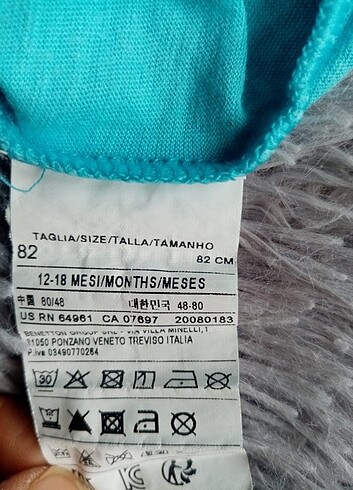 TAGLIA/SIZE/TALLA/TAMANHO
82 82 CM
12-18 MESI/MONTHS/MESES
中国 80/48 대한민국 48-80
US RN 64961 CA 07697 20080183
BENETTON GROUP VIA VILLA MINELLI, 1
31050 PONZANO VENETO TREVISO ITALIA
P.iva 03490770264
30
82